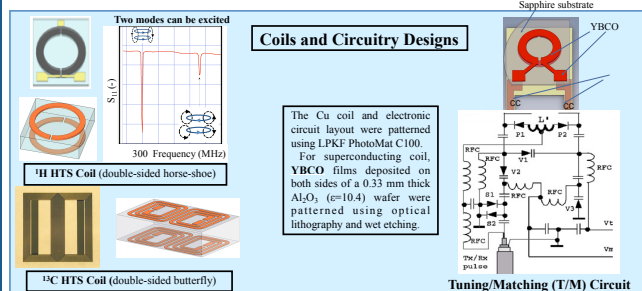 Two modes can be excited
S11 (-)
300 Frequency (MHz)
¹H HTS Coil (double-sided horse-shoe)
¹³C HTS Coil (double-sided butterfly)
Coils and Circuitry Designs
The Cu coil and electronic
circuit layout were patterned
using LPKF PhotoMat C100.
For superconducting coil,
YBCO films deposited on
both sides of a 0.33 mm thick
Al₂O₃ (ε=10.4) wafer were
patterned using optical
lithography and wet etching.
Sapphire substrate
YBCO
CC
CC
L'
P1
P2
RFC
V1
RFC
RFC
RFC
V2
RFC
S1
RFC
V3
S2
RFC
Vt
Vm
Tx/Rx
pulse
Tuning/Matching (T/M) Circuit